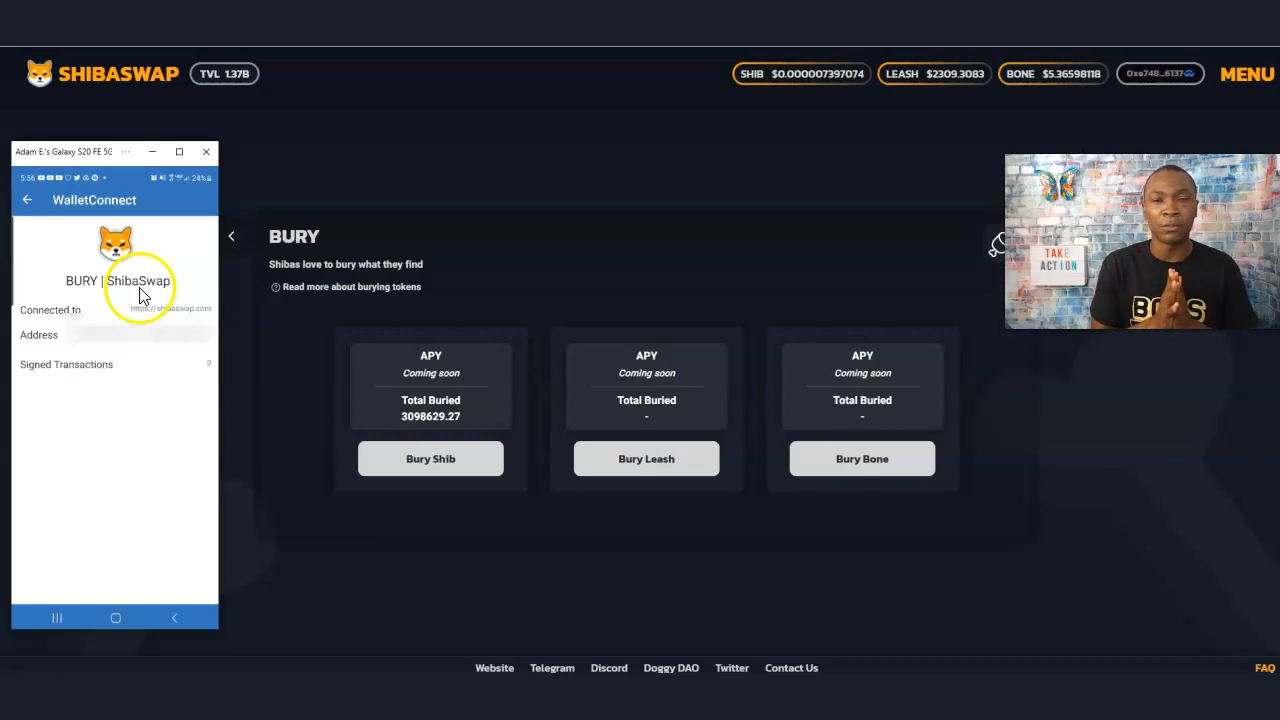 SHIBASWAP
TVL 1.37B
SHIB $0.000007397074
LEASH $2309.3083
BONE $5.36598118
0xa748...6137
MENU
Adam E.'s Galaxy S20 FE 5G
5:56
24%
WalletConnect
BURY | ShibaSwap
Connected to
https://shibaswap.com
Address
Signed Transactions
0
BURY
Shibas love to bury what they find
Read more about burying tokens
APY
Coming soon
Total Buried
3098629.27
Bury Shib
APY
Coming soon
Total Buried
-
Bury Leash
APY
Coming soon
Total Buried
-
Bury Bone
TAKE
ACTION
Website Telegram Discord Doggy DAO Twitter Contact Us
FAQ